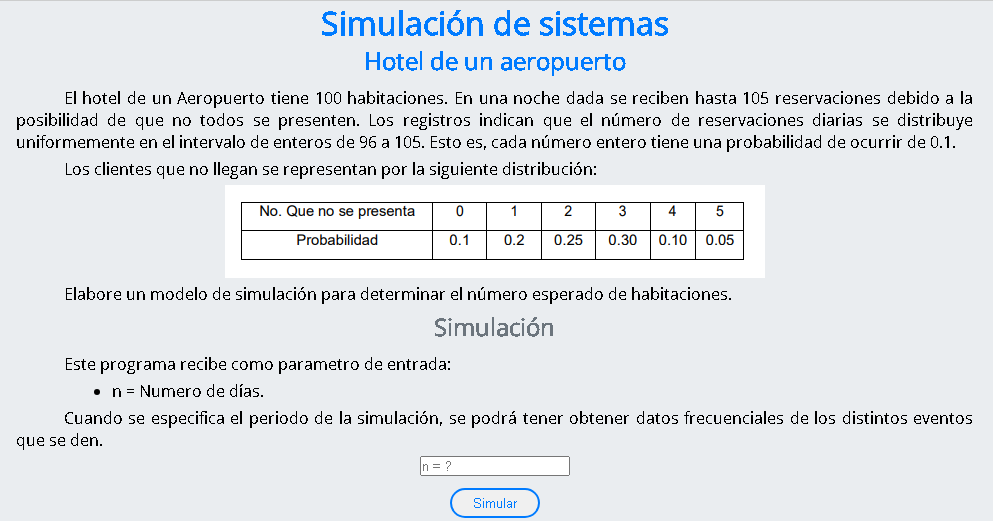 Simulación de sistemas
Hotel de un aeropuerto
El hotel de un Aeropuerto tiene 100 habitaciones. En una noche dada se reciben hasta 105 reservaciones debido a la
posibilidad de que no todos se presenten. Los registros indican que el número de reservaciones diarias se distribuye
uniformemente en el intervalo de enteros de 96 a 105. Esto es, cada número entero tiene una probabilidad de ocurrir de 0.1.
Los clientes que no llegan se representan por la siguiente distribución:
No. Que no se presenta 0 1 2 3 4 5
Probabilidad 0.1 0.2 0.25 0.30 0.10 0.05
Elabore un modelo de simulación para determinar el número esperado de habitaciones.
Simulación
Este programa recibe como parametro de entrada:
• n = Numero de días.
Cuando se especifica el periodo de la simulación, se podrá tener obtener datos frecuenciales de los distintos eventos
que se den.
n = ?
Simular